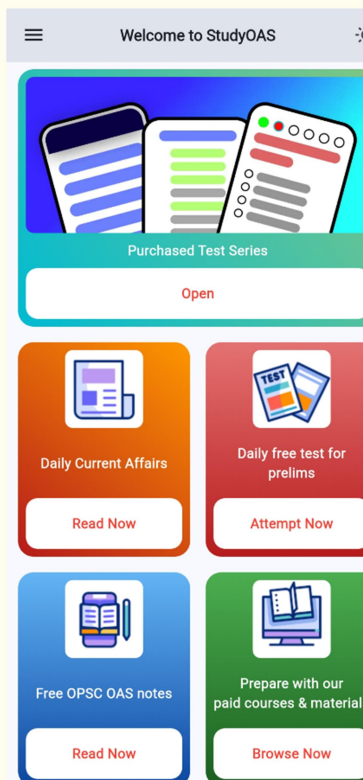 Welcome to StudyOAS
Purchased Test Series
Open
TEST
Daily Current Affairs
Daily free test for
prelims
Read Now
Attempt Now
Free OPSC OAS notes
Prepare with our
paid courses & material
Read Now
Browse Now